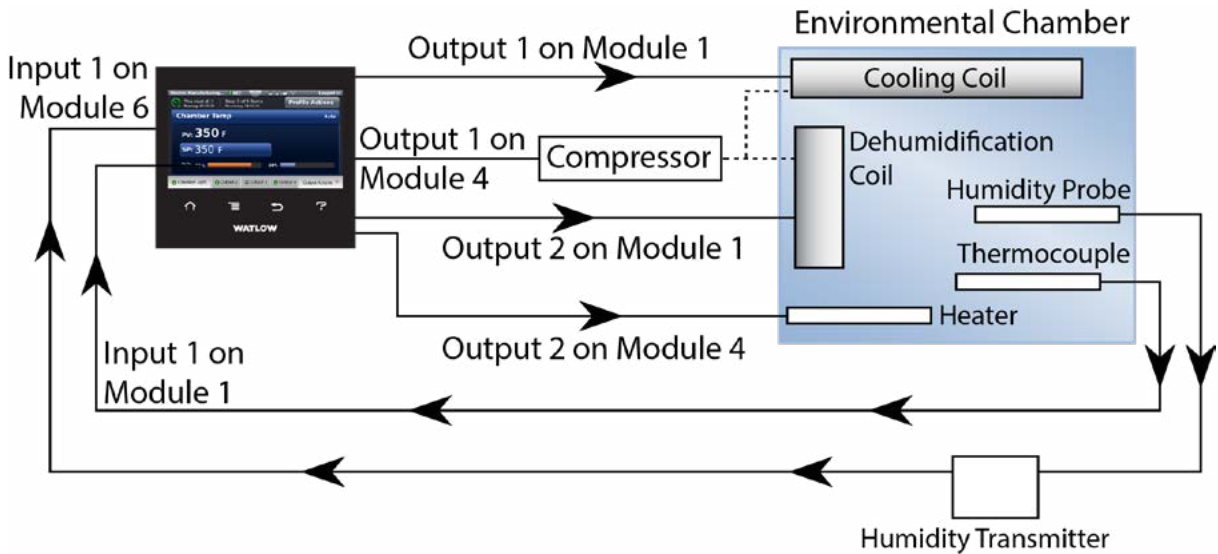 Environmental Chamber
Output 1 on Module 1
Input 1 on
Module 6
Cooling Coil
Profile Actions
Chamber Temp
Auto
PV: 350 F
SP: 350 F
Output 1 on
Module 4
Compressor
Dehumidification
Coil
Humidity Probe
WATLOW
Output 2 on Module 1
Thermocouple
Heater
Output 2 on Module 4
Input 1 on
Module 1
Humidity Transmitter